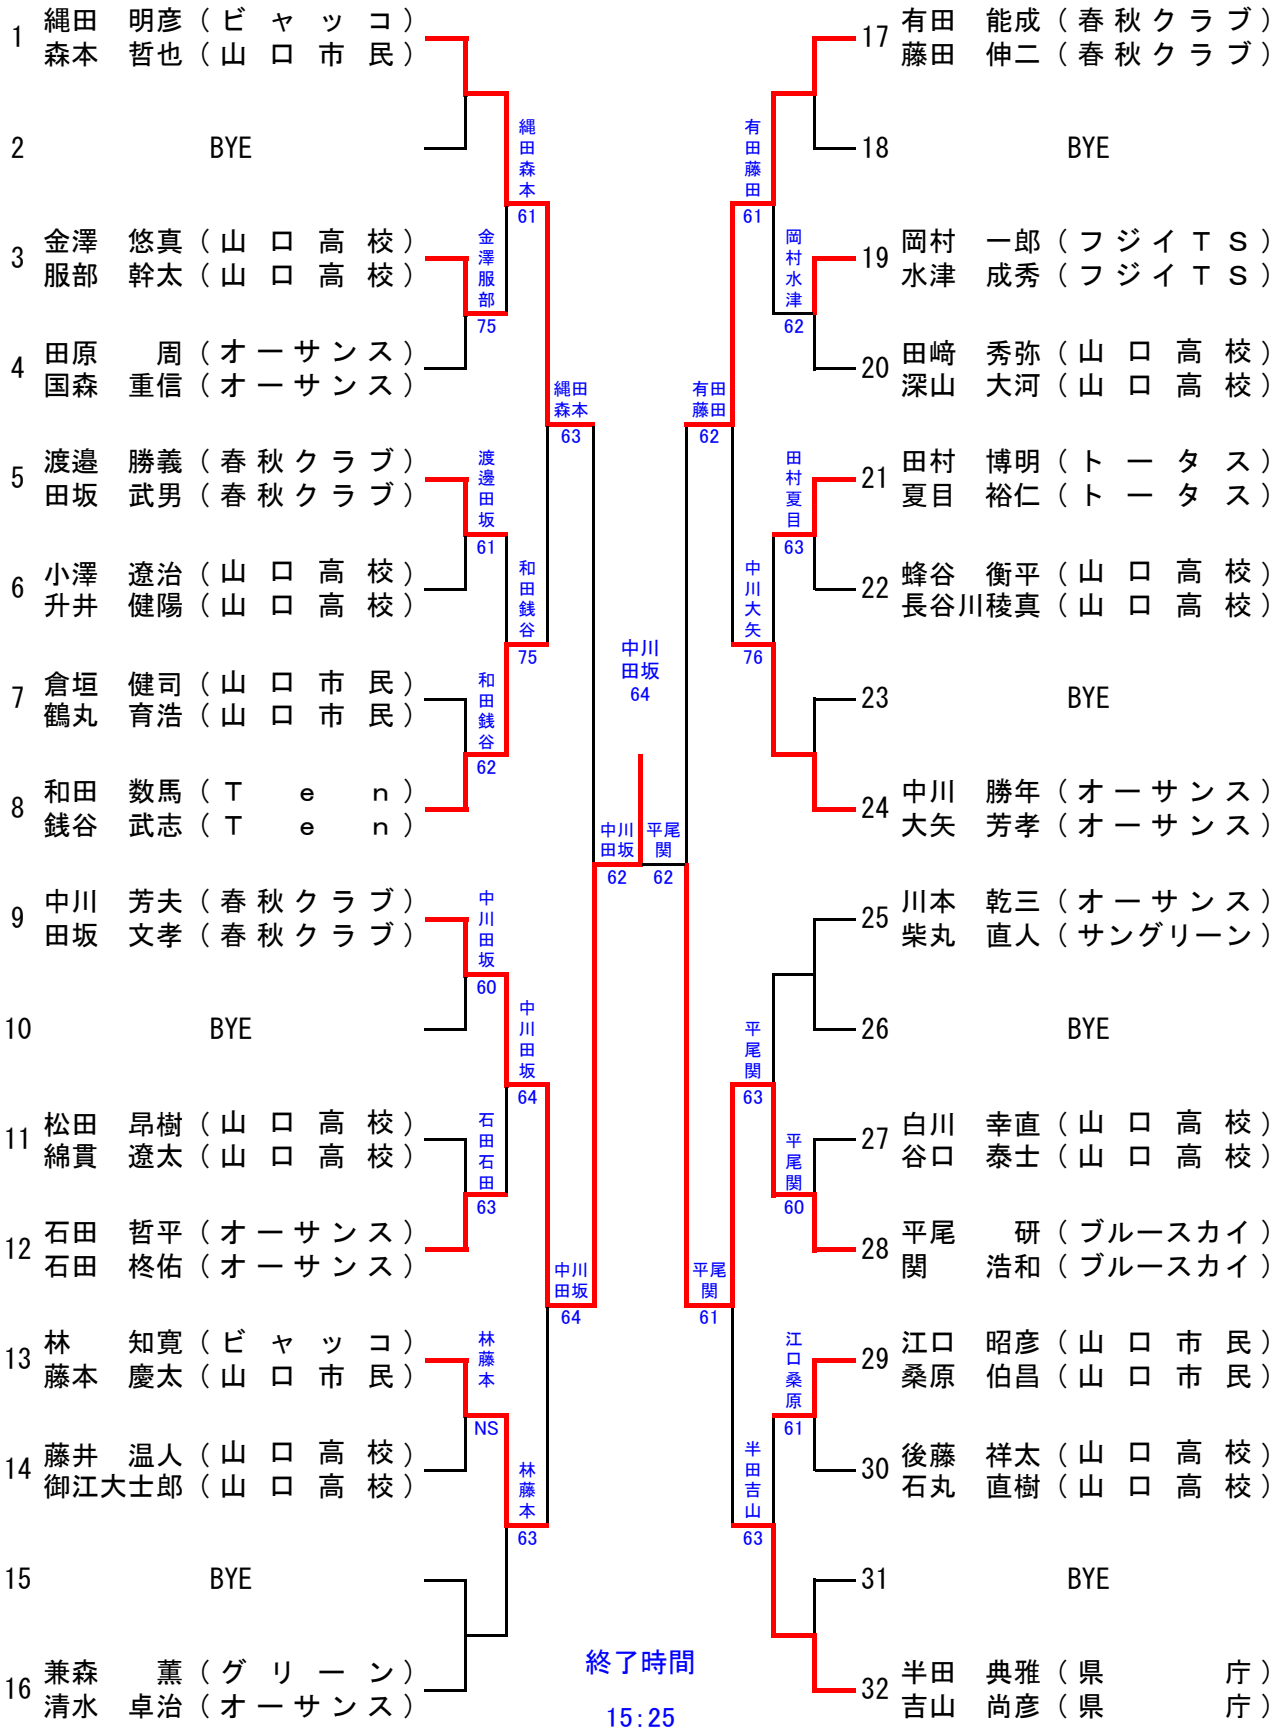 1 縄田 明彦（ビャッコ）
森本 哲也（山口市民）
2 BYE
3 金澤 悠真（山口高校）
服部 幹太（山口高校）
4 田原 周（オーサンス）
国森 重信（オーサンス）
5 渡邉 勝義（春秋クラブ）
田坂 武男（春秋クラブ）
6 小澤 遼治（山口高校）
升井 健陽（山口高校）
7 倉垣 健司（山口市民）
鶴丸 育浩（山口市民）
8 和田 数馬（Ｔｅｎ）
銭谷 武志（Ｔｅｎ）
9 中川 芳夫（春秋クラブ）
田坂 文孝（春秋クラブ）
10 BYE
11 松田 昂樹（山口高校）
綿貫 遼太（山口高校）
12 石田 哲平（オーサンス）
石田 柊佑（オーサンス）
13 林 知寛（ビャッコ）
藤本 慶太（山口市民）
14 藤井 温人（山口高校）
御江大士郎（山口高校）
15 BYE
16 兼森 薫（グリーン）
清水 卓治（オーサンス）
金澤服部
75
渡邊田坂
61
和田銭谷
62
中川田坂
60
石田石田
63
林藤本
NS
縄田森本
61
和田銭谷
75
中川田坂
64
林藤本
63
縄田
森本
63
中川
田坂
64
中川
田坂
62
中川
田坂
64
平尾
関
62
有田
藤田
62
平尾
関
61
有田藤田
61
中川大矢
76
平尾関
63
半田吉山
63
岡村水津
62
田村夏目
63
平尾関
60
江口桑原
61
17 有田 能成（春秋クラブ）
藤田 伸二（春秋クラブ）
18 BYE
19 岡村 一郎（フジイＴＳ）
水津 成秀（フジイＴＳ）
20 田﨑 秀弥（山口高校）
深山 大河（山口高校）
21 田村 博明（トータス）
夏目 裕仁（トータス）
22 蜂谷 衡平（山口高校）
長谷川稜真（山口高校）
23 BYE
24 中川 勝年（オーサンス）
大矢 芳孝（オーサンス）
25 川本 乾三（オーサンス）
柴丸 直人（サングリーン）
26 BYE
27 白川 幸直（山口高校）
谷口 泰士（山口高校）
28 平尾 研（ブルースカイ）
関 浩和（ブルースカイ）
29 江口 昭彦（山口市民）
桑原 伯昌（山口市民）
30 後藤 祥太（山口高校）
石丸 直樹（山口高校）
31 BYE
32 半田 典雅（県庁）
吉山 尚彦（県庁）
終了時間
15:25